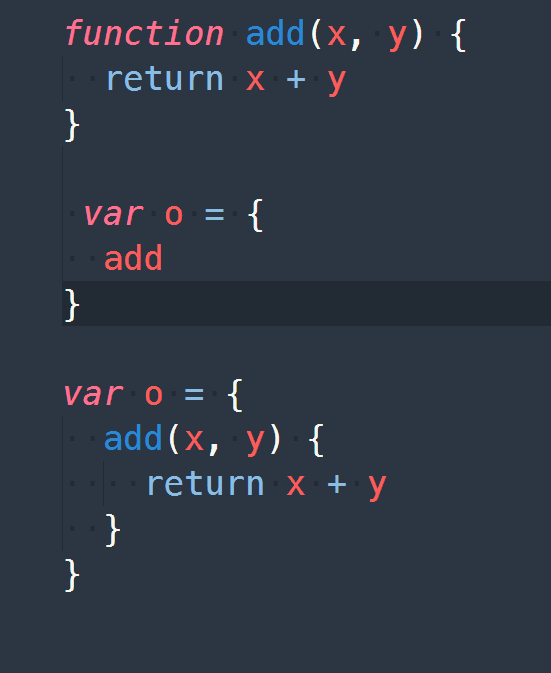 function add(x, y) {
  return x + y
}

 var o = {
  add
}

var o = {
  add(x, y) {
    return x + y
  }
}